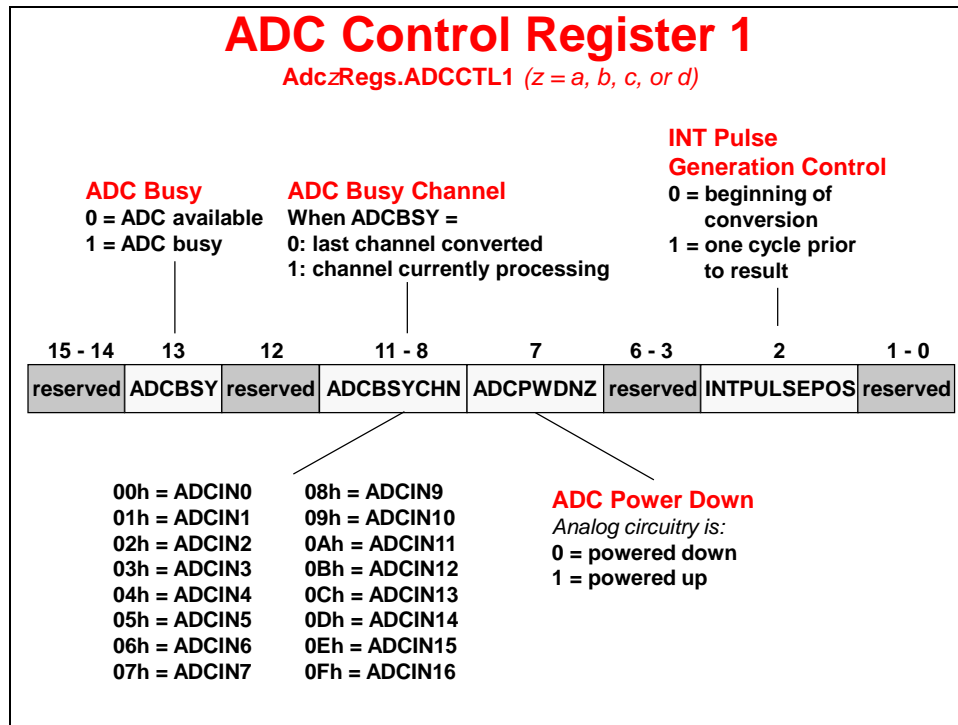 ADC Control Register 1
AdczRegs.ADCCTL1 (z = a, b, c, or d)
INT Pulse
Generation Control
0 = beginning of
conversion
1 = one cycle prior
to result
ADC Busy
0 = ADC available
1 = ADC busy
ADC Busy Channel
When ADCBSY =
0: last channel converted
1: channel currently processing
15 - 14 13 12 11 - 8 7 6 - 3 2 1 - 0
reserved ADCBSY reserved ADCBSYCHN ADCPWDNZ reserved INTPULSEPOS reserved
00h = ADCIN0
01h = ADCIN1
02h = ADCIN2
03h = ADCIN3
04h = ADCIN4
05h = ADCIN5
06h = ADCIN6
07h = ADCIN7
08h = ADCIN9
09h = ADCIN10
0Ah = ADCIN11
0Bh = ADCIN12
0Ch = ADCIN13
0Dh = ADCIN14
0Eh = ADCIN15
0Fh = ADCIN16
ADC Power Down
Analog circuitry is:
0 = powered down
1 = powered up